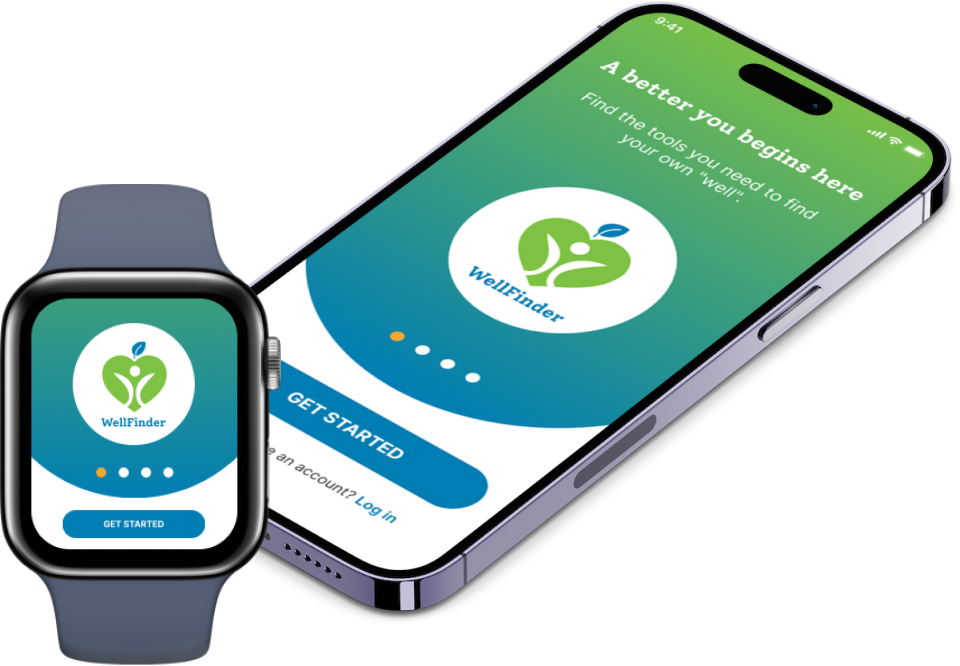 9:41
A better you begins here
Find the tools you need to find
your own "well".
WellFinder
GET STARTED
e an account? Log in
WellFinder
GET STARTED